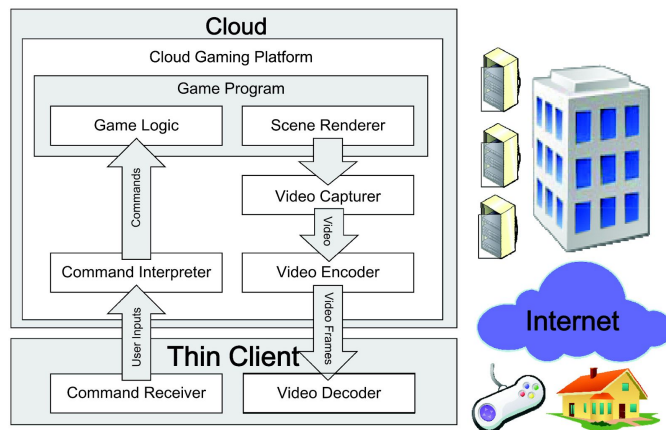 Cloud
Cloud Gaming Platform
Game Program
Game Logic
Scene Renderer
Commands
Video Capturer
Video
Command Interpreter
Video Encoder
User Inputs
Video Frames
Thin Client
Command Receiver
Video Decoder
Internet